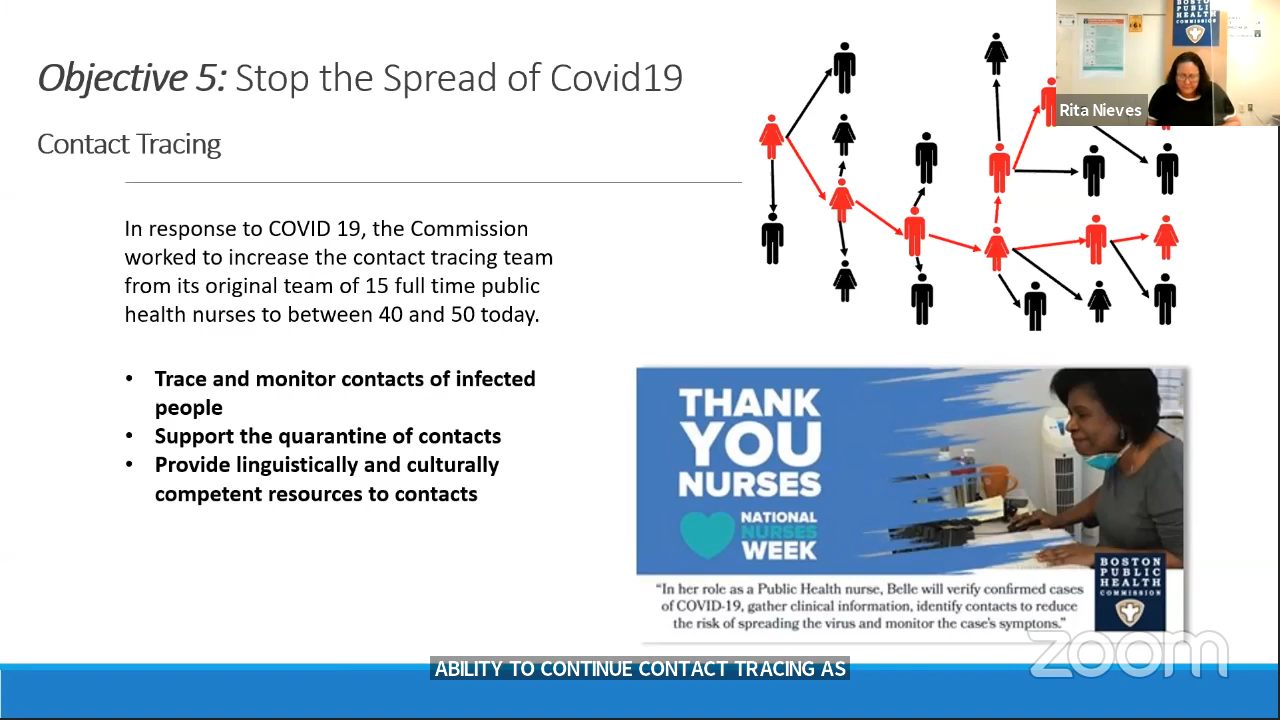 Objective 5: Stop the Spread of Covid19
Contact Tracing
In response to COVID 19, the Commission
worked to increase the contact tracing team
from its original team of 15 full time public
health nurses to between 40 and 50 today.
• Trace and monitor contacts of infected
people
• Support the quarantine of contacts
• Provide linguistically and culturally
competent resources to contacts
BOSTON
PUBLIC
HEALTH
COMMISSION
Rita Nieves
THANK
YOU
NURSES
NATIONAL
NURSES
WEEK
BOSTON
PUBLIC
HEALTH
COMMISSION
“In her role as a Public Health nurse, Belle will verify confirmed cases
of COVID-19, gather clinical information, identify contacts to reduce
the risk of spreading the virus and monitor the case's symptoms.”
zoom
ABILITY TO CONTINUE CONTACT TRACING AS